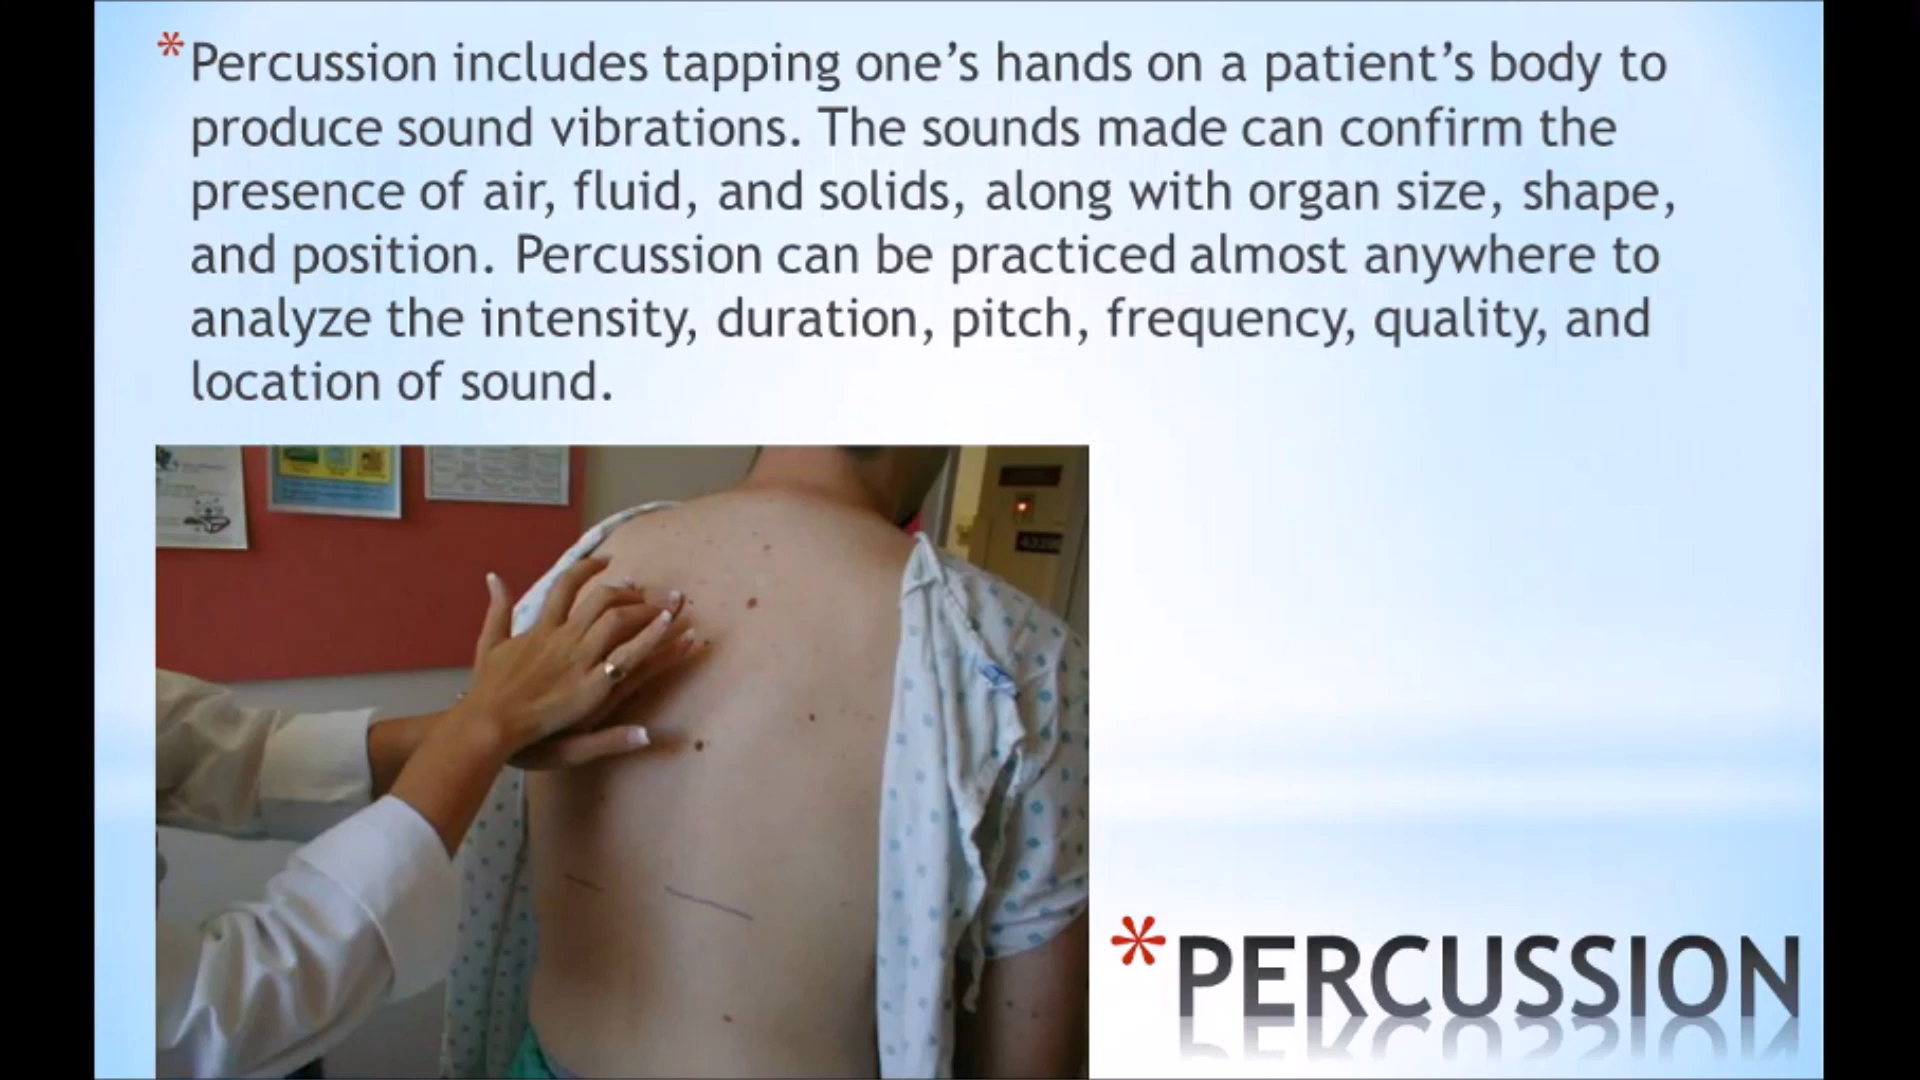 *Percussion includes tapping one’s hands on a patient’s body to
produce sound vibrations. The sounds made can confirm the
presence of air, fluid, and solids, along with organ size, shape,
and position. Percussion can be practiced almost anywhere to
analyze the intensity, duration, pitch, frequency, quality, and
location of sound.
*PERCUSSION